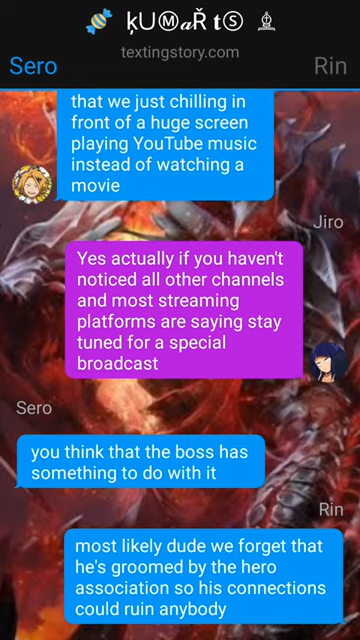 🍬 ķUⓂ𝒶Ř 𝐭Ⓢ ♗
textingstory.com
Sero
Rin
that we just chilling in
front of a huge screen
playing YouTube music
instead of watching a
movie
Jiro
Yes actually if you haven't
noticed all other channels
and most streaming
platforms are saying stay
tuned for a special
broadcast
Sero
you think that the boss has
something to do with it
Rin
most likely dude we forget that
he's groomed by the hero
association so his connections
could ruin anybody